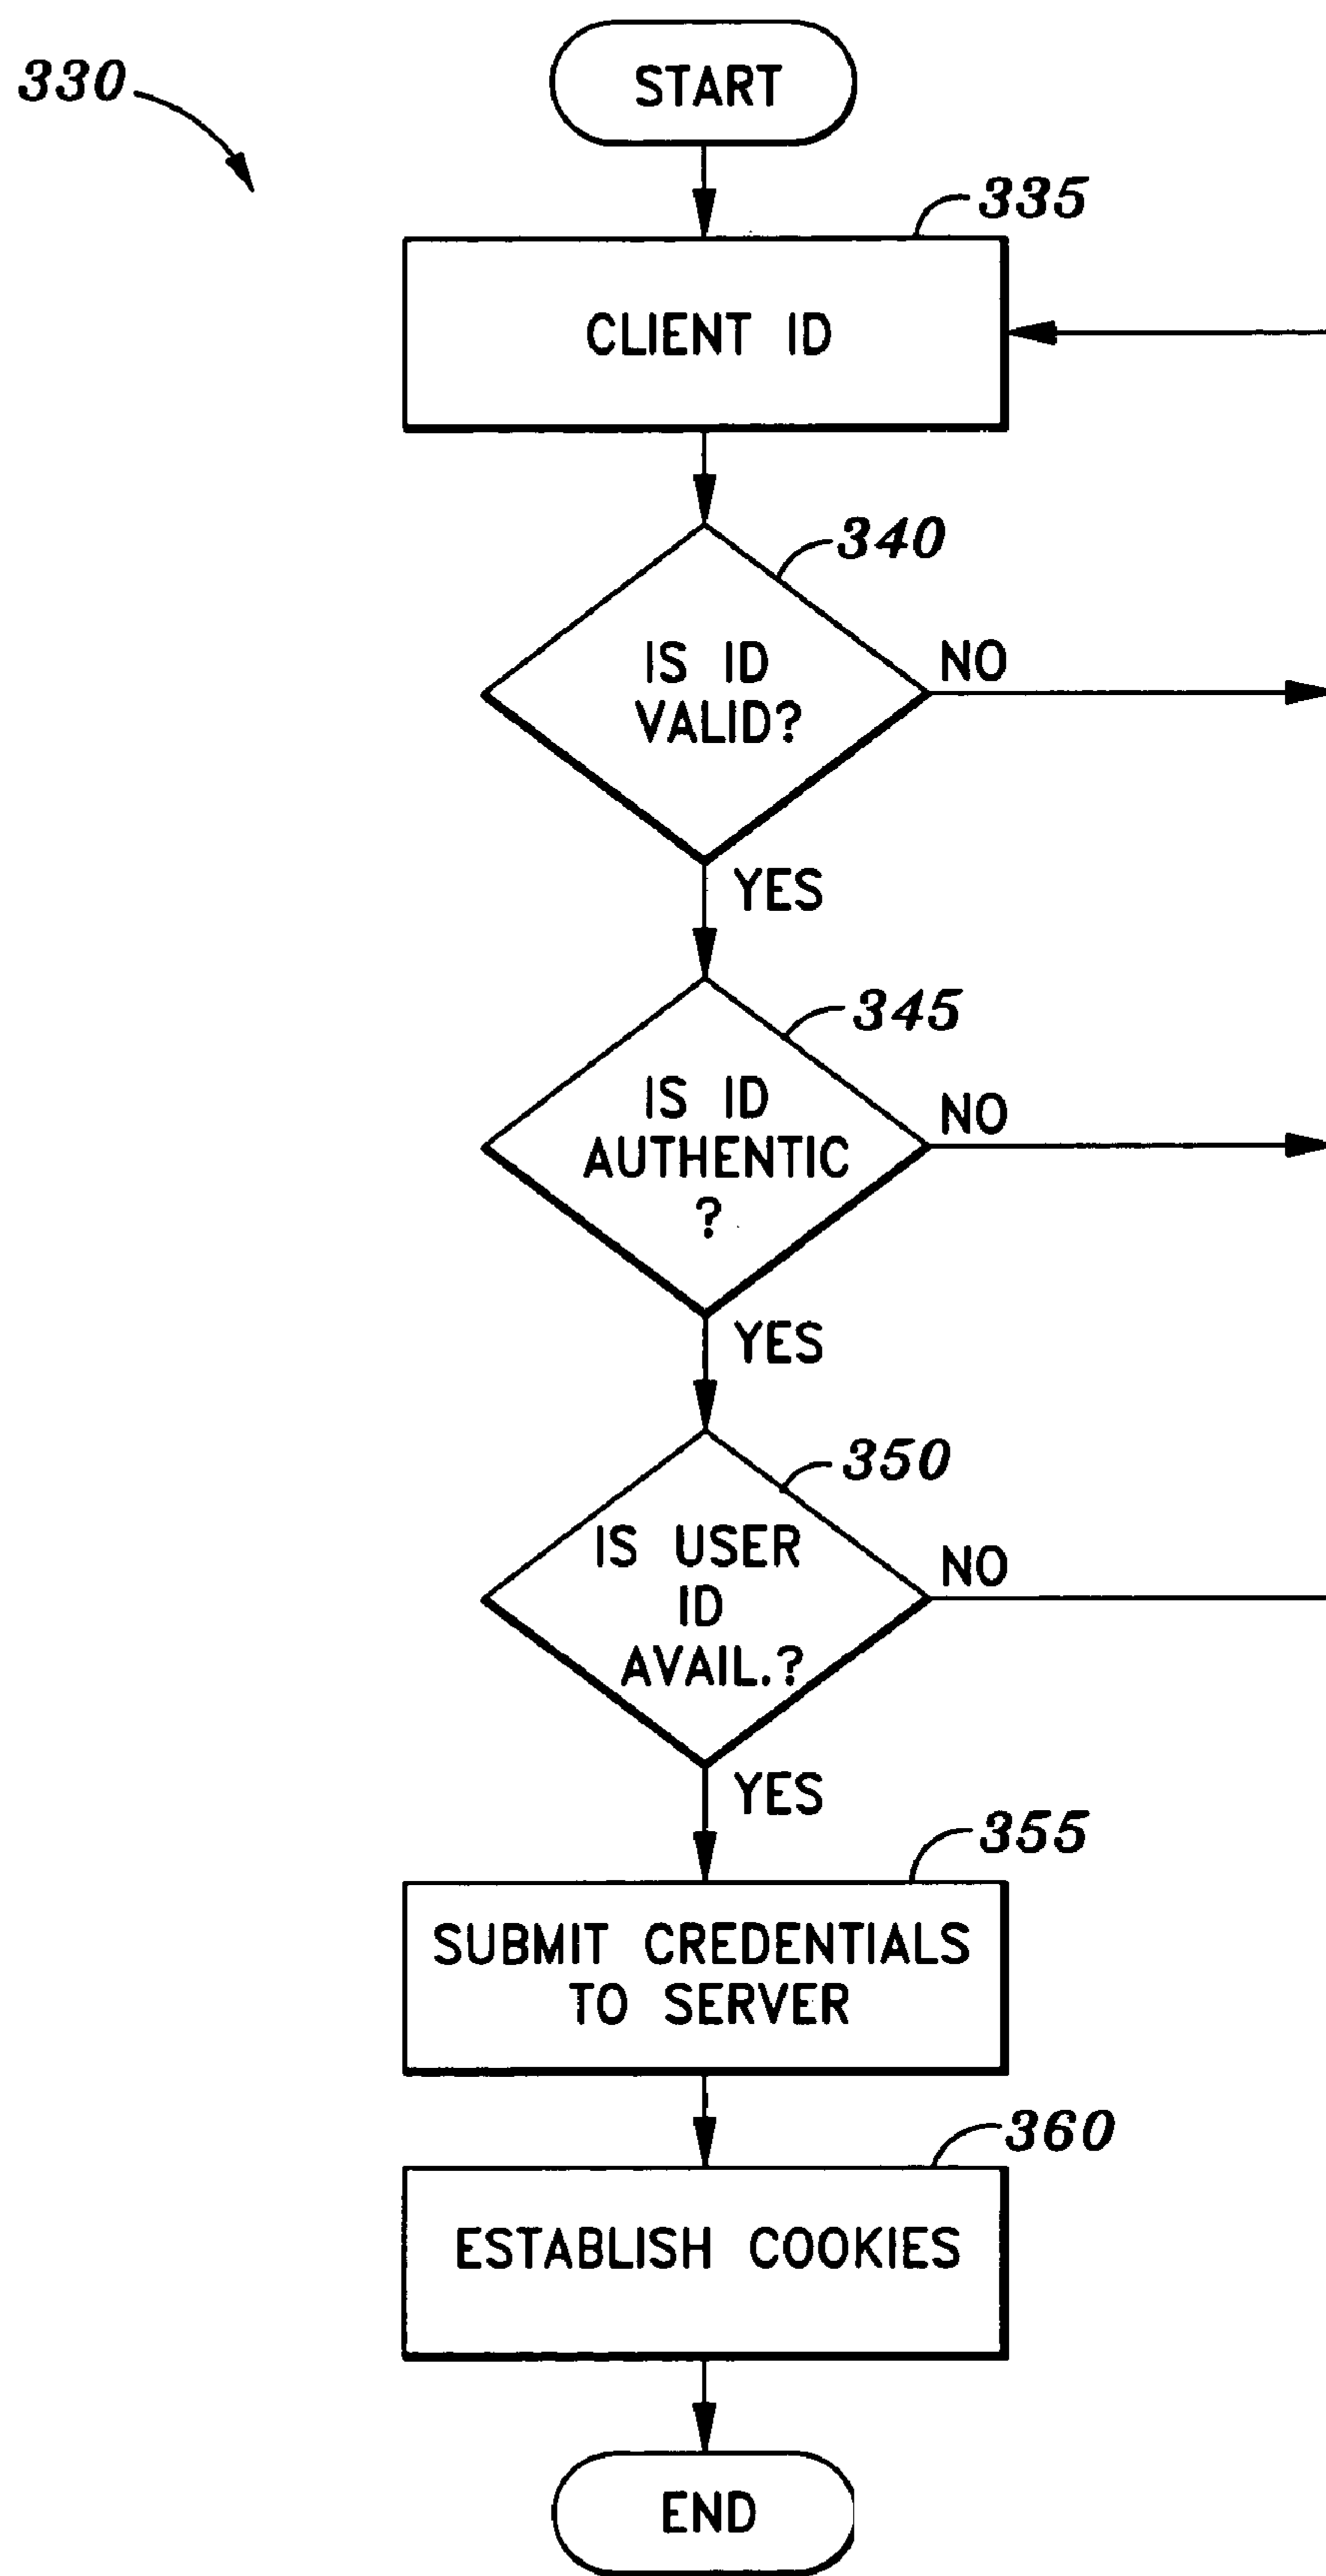 330
START
335
CLIENT ID
340
IS ID
VALID?
NO
YES
345
IS ID
AUTHENTIC
?
NO
YES
350
IS USER
ID
AVAIL.?
NO
YES
355
SUBMIT CREDENTIALS
TO SERVER
360
ESTABLISH COOKIES
END